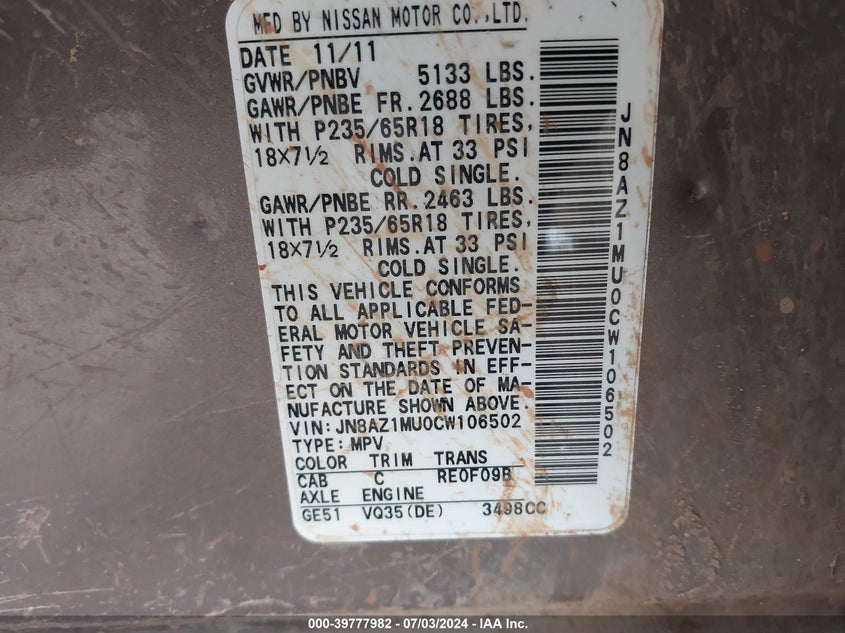 MFD BY NISSAN MOTOR CO.,LTD.
DATE 11/11
GVWR/PNBV 5133 LBS.
GAWR/PNBE FR. 2688 LBS.
WITH P235/65R18 TIRES,
18X7½ RIMS.AT 33 PSI
COLD SINGLE.
GAWR/PNBE RR. 2463 LBS.
WITH P235/65R18 TIRES,
18X7½ RIMS.AT 33 PSI
COLD SINGLE.
THIS VEHICLE CONFORMS
TO ALL APPLICABLE FED-
ERAL MOTOR VEHICLE SA-
FETY AND THEFT PREVEN-
TION STANDARDS IN EFF-
ECT ON THE DATE OF MA-
NUFACTURE SHOWN ABOVE.
VIN: JN8AZ1MU0CW106502
TYPE: MPV
COLOR TRIM TRANS
CAB C RE0F09B
AXLE ENGINE
GE51 VQ35(DE) 3498CC
JN8AZ1MU0CW106502
000-39777982 / 07/03/2024 - IAA Inc.